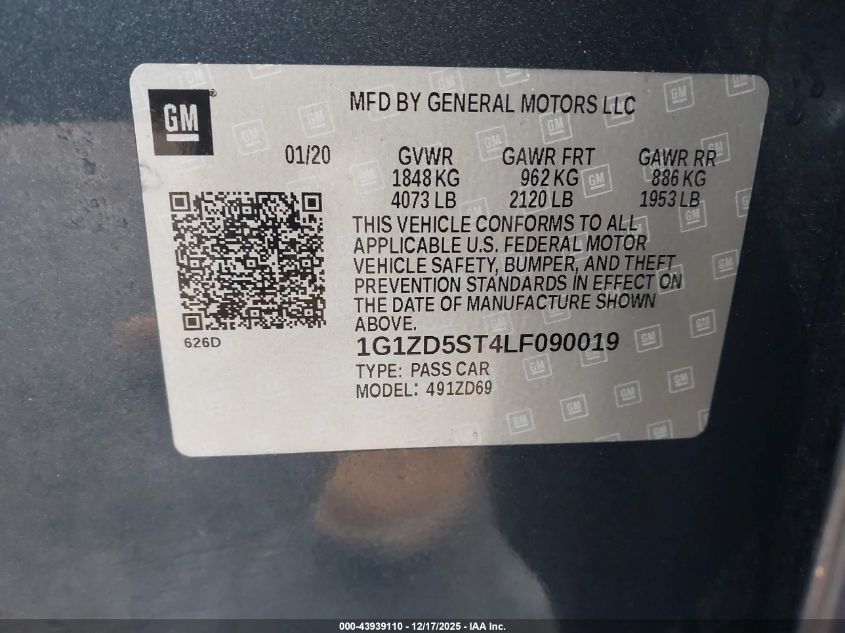 GM
MFD BY GENERAL MOTORS LLC
01/20 GVWR GAWR FRT GAWR RR
1848 KG 962 KG 886 KG
4073 LB 2120 LB 1953 LB
THIS VEHICLE CONFORMS TO ALL
APPLICABLE U.S. FEDERAL MOTOR
VEHICLE SAFETY, BUMPER, AND THEFT
PREVENTION STANDARDS IN EFFECT ON
THE DATE OF MANUFACTURE SHOWN
ABOVE.
626D
1G1ZD5ST4LF090019
TYPE: PASS CAR
MODEL: 491ZD69
000-43939110 - 12/17/2025 - IAA Inc.